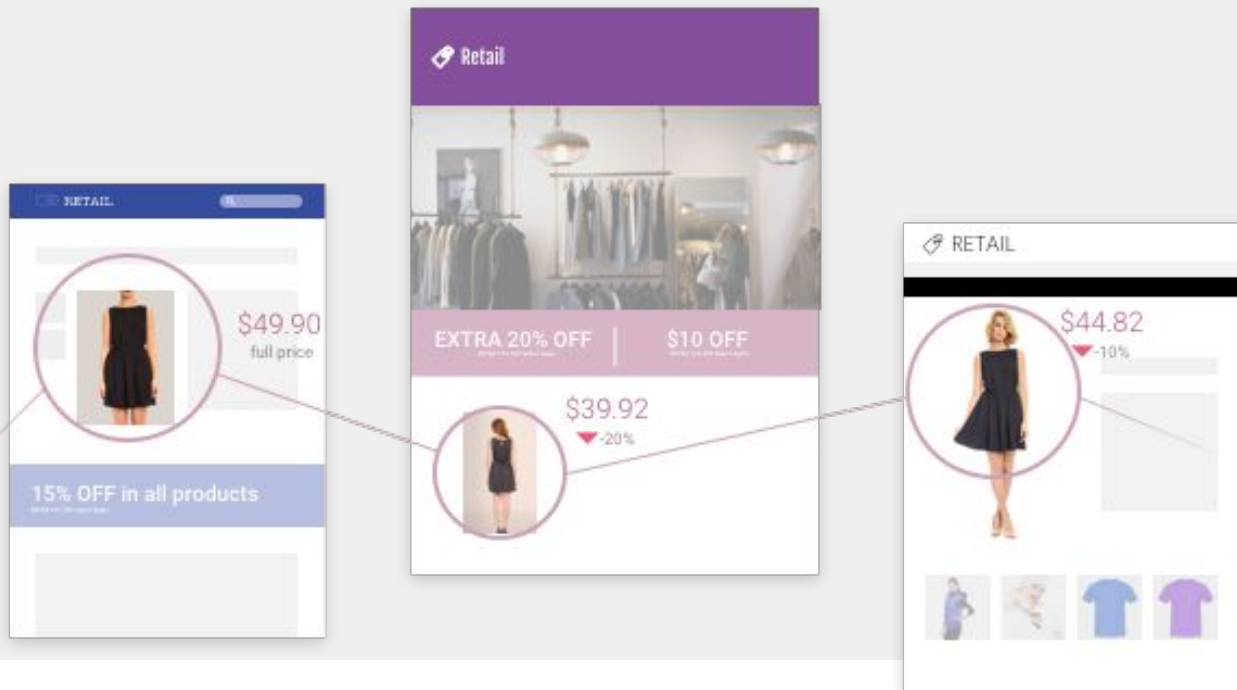 RETAIL
$49.90
full price
15% OFF in all products
Retail
EXTRA 20% OFF
$10 OFF
$39.92
-20%
RETAIL
$44.82
-10%